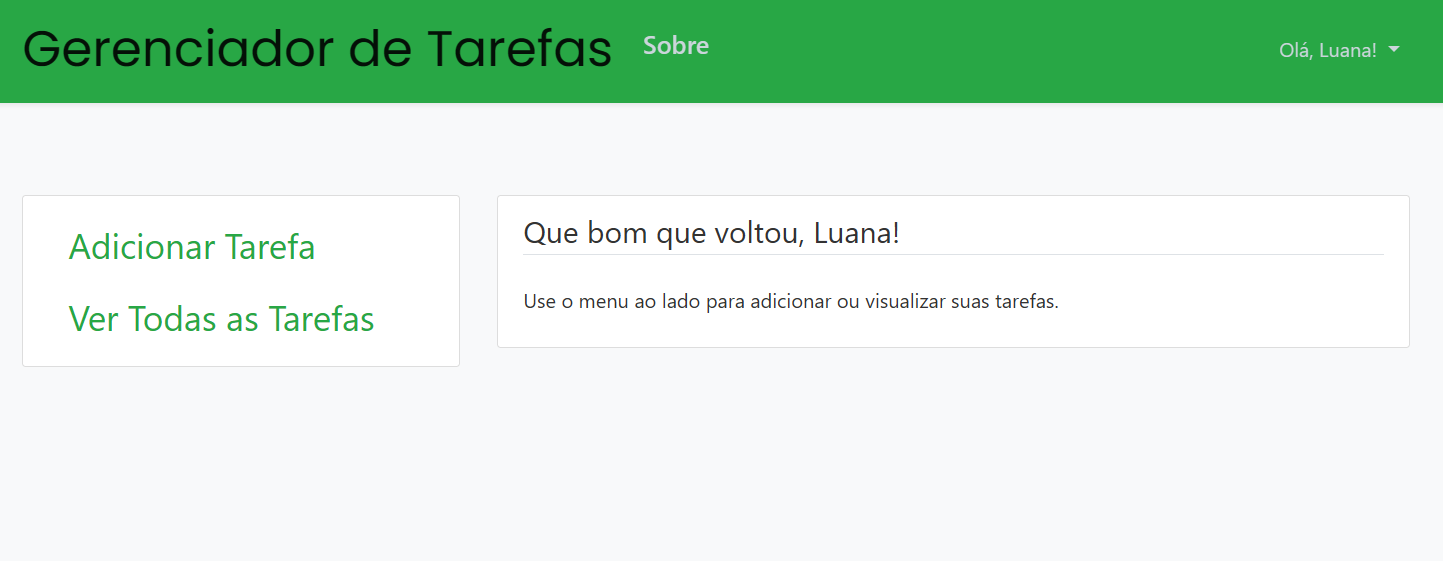 Gerenciador de Tarefas
Sobre
Olá, Luana!
Adicionar Tarefa
Ver Todas as Tarefas
Que bom que voltou, Luana!
Use o menu ao lado para adicionar ou visualizar suas tarefas.